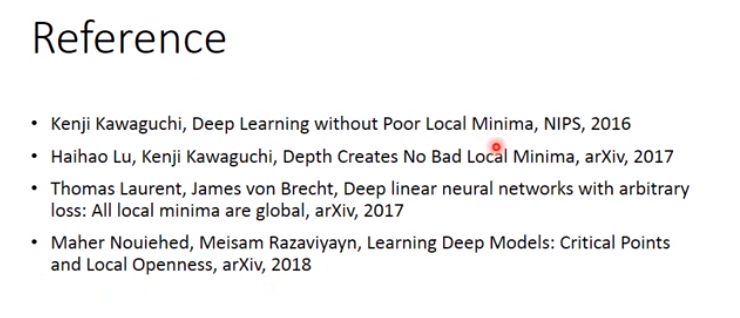 Reference
• Kenji Kawaguchi, Deep Learning without Poor Local Minima, NIPS, 2016
• Haihao Lu, Kenji Kawaguchi, Depth Creates No Bad Local Minima, arXiv, 2017
• Thomas Laurent, James von Brecht, Deep linear neural networks with arbitrary
loss: All local minima are global, arXiv, 2017
• Maher Nouiehed, Meisam Razaviyayn, Learning Deep Models: Critical Points
and Local Openness, arXiv, 2018